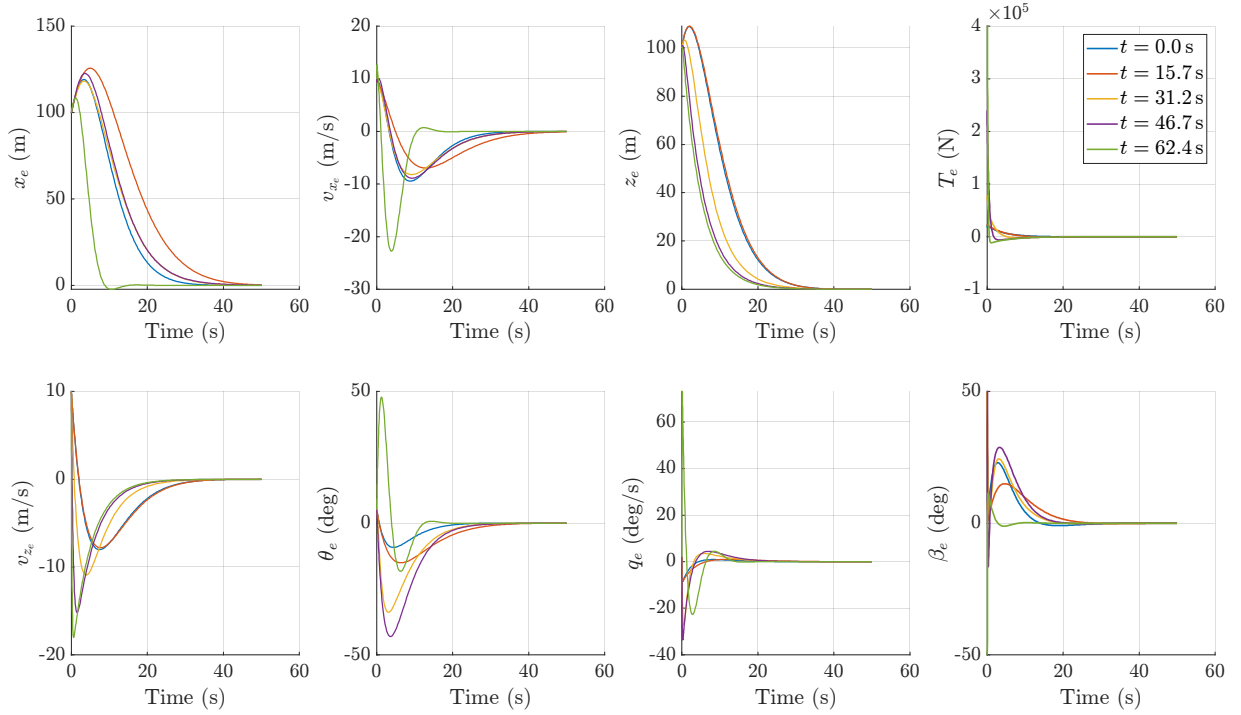 150
100
50
0
0 20 40 60
Time (s)
x_e (m)
20
10
0
-10
-20
-30
0 20 40 60
Time (s)
v_{x_e} (m/s)
100
80
60
40
20
0
0 20 40 60
Time (s)
z_e (m)
×10^5
4
3
2
1
0
-1
0 20 40 60
Time (s)
T_e (N)
t = 0.0 s
t = 15.7 s
t = 31.2 s
t = 46.7 s
t = 62.4 s
10
0
-10
-20
0 20 40 60
Time (s)
v_{z_e} (m/s)
50
0
-50
0 20 40 60
Time (s)
θ_e (deg)
60
40
20
0
-20
-40
0 20 40 60
Time (s)
q_e (deg/s)
50
0
-50
0 20 40 60
Time (s)
β_e (deg)